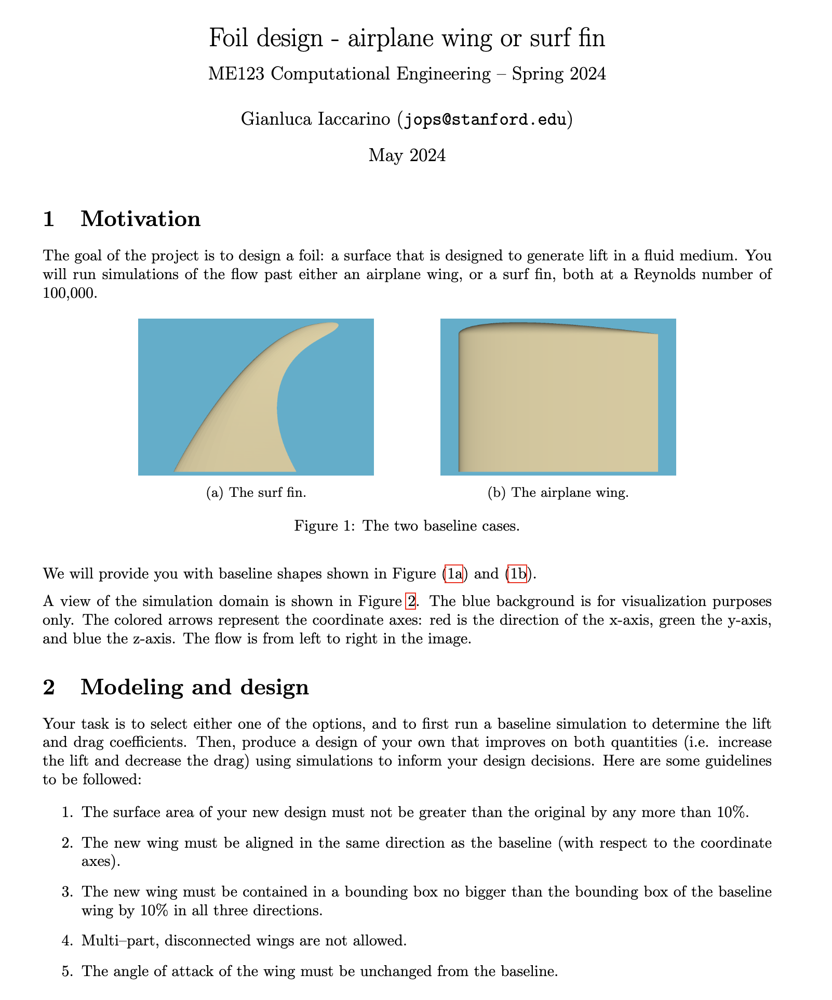 Foil design - airplane wing or surf fin
ME123 Computational Engineering – Spring 2024
Gianluca Iaccarino (jops@stanford.edu)
May 2024
1 Motivation
The goal of the project is to design a foil: a surface that is designed to generate lift in a fluid medium. You
will run simulations of the flow past either an airplane wing, or a surf fin, both at a Reynolds number of
100,000.
(a) The surf fin.
(b) The airplane wing.
Figure 1: The two baseline cases.
We will provide you with baseline shapes shown in Figure (1a) and (1b).
A view of the simulation domain is shown in Figure 2. The blue background is for visualization purposes
only. The colored arrows represent the coordinate axes: red is the direction of the x-axis, green the y-axis,
and blue the z-axis. The flow is from left to right in the image.
2 Modeling and design
Your task is to select either one of the options, and to first run a baseline simulation to determine the lift
and drag coefficients. Then, produce a design of your own that improves on both quantities (i.e. increase
the lift and decrease the drag) using simulations to inform your design decisions. Here are some guidelines
to be followed:
1. The surface area of your new design must not be greater than the original by any more than 10%.
2. The new wing must be aligned in the same direction as the baseline (with respect to the coordinate
axes).
3. The new wing must be contained in a bounding box no bigger than the bounding box of the baseline
wing by 10% in all three directions.
4. Multi–part, disconnected wings are not allowed.
5. The angle of attack of the wing must be unchanged from the baseline.